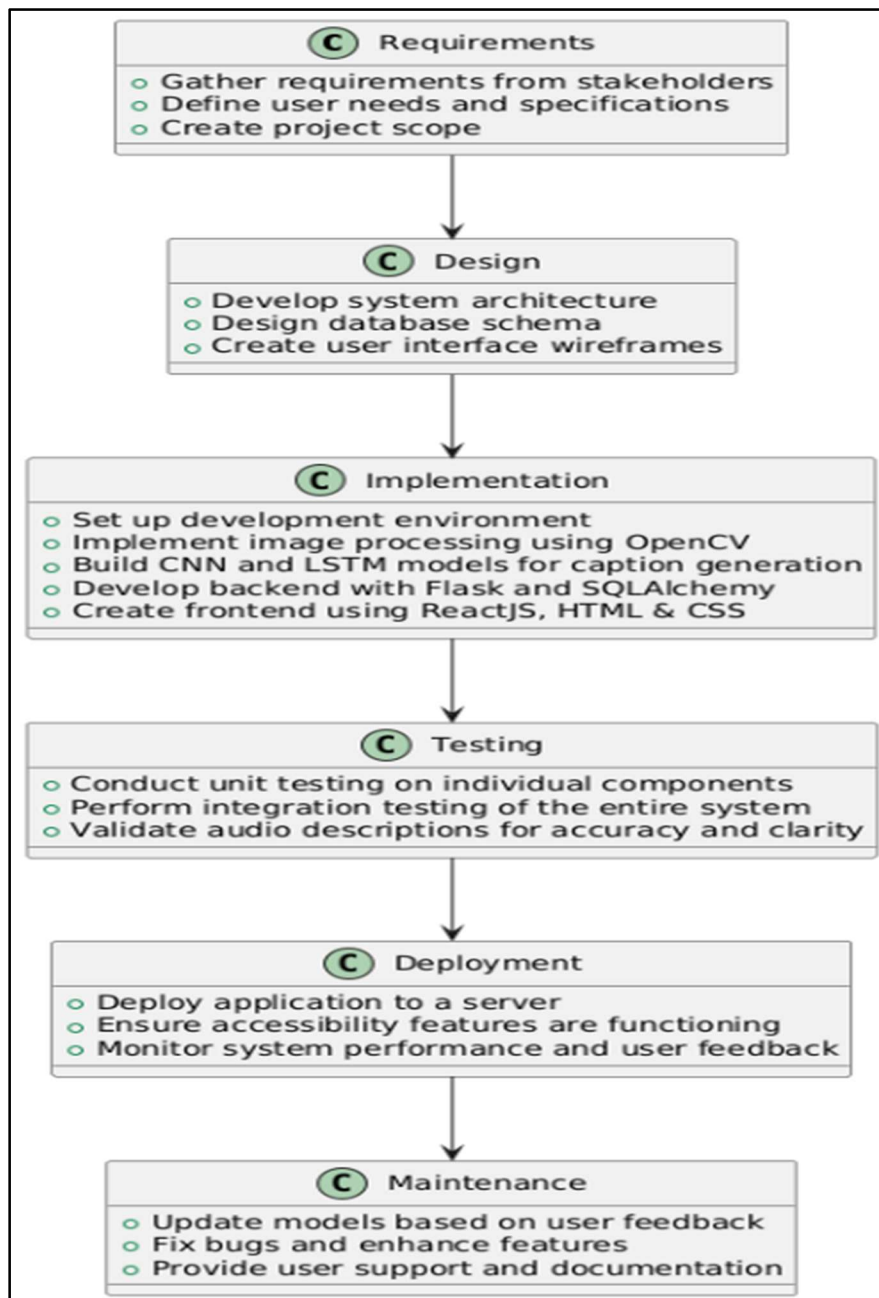 C Requirements
Gather requirements from stakeholders
Define user needs and specifications
Create project scope
C Design
Develop system architecture
Design database schema
Create user interface wireframes
C Implementation
Set up development environment
Implement image processing using OpenCV
Build CNN and LSTM models for caption generation
Develop backend with Flask and SQLAlchemy
Create frontend using ReactJS, HTML & CSS
C Testing
Conduct unit testing on individual components
Perform integration testing of the entire system
Validate audio descriptions for accuracy and clarity
C Deployment
Deploy application to a server
Ensure accessibility features are functioning
Monitor system performance and user feedback
C Maintenance
Update models based on user feedback
Fix bugs and enhance features
Provide user support and documentation